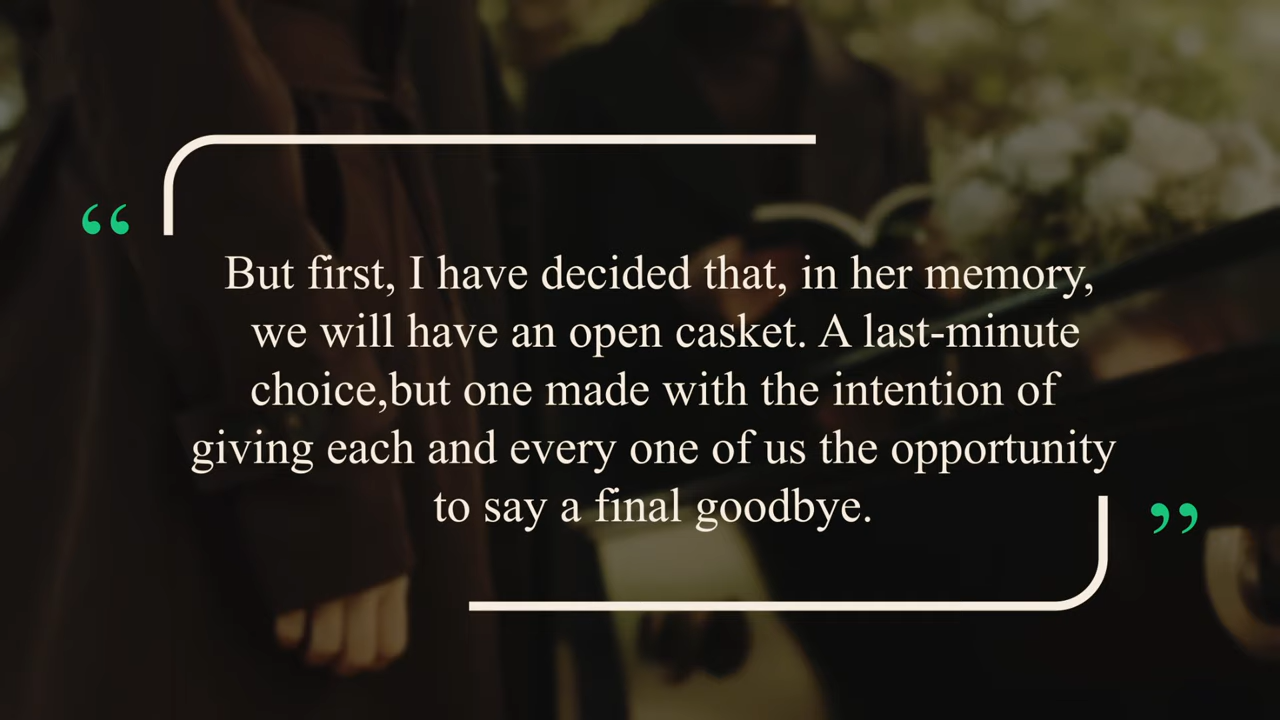 “
But first, I have decided that, in her memory,
we will have an open casket. A last-minute
choice,but one made with the intention of
giving each and every one of us the opportunity
to say a final goodbye.
”